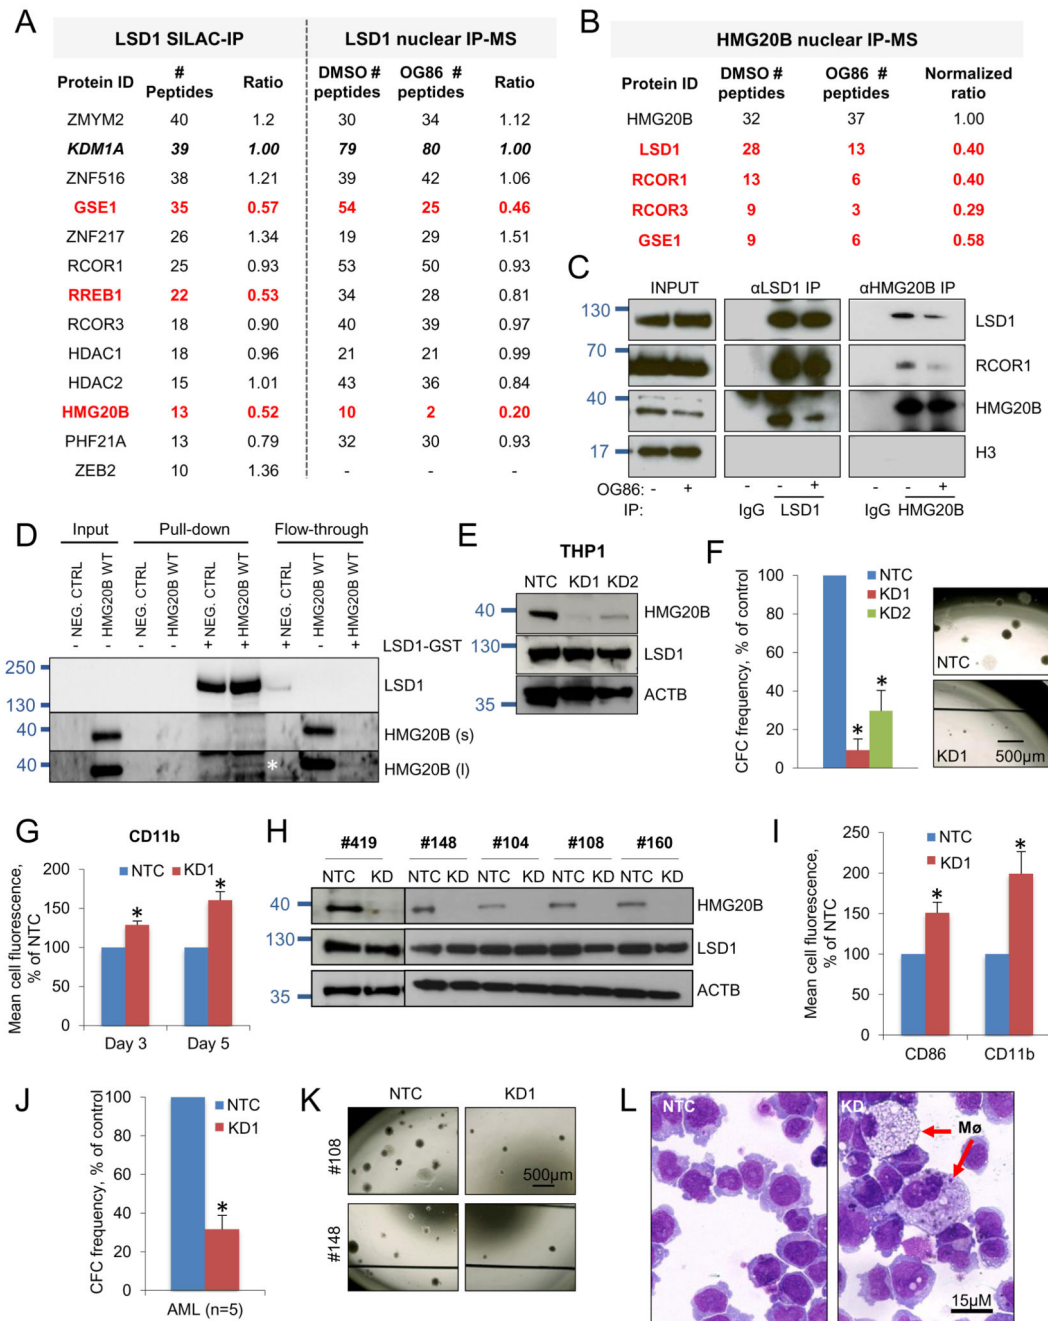 A
LSD1 SILAC-IP
LSD1 nuclear IP-MS
Protein ID # Peptides Ratio DMSO # peptides OG86 # peptides Ratio
ZMYM2 40 1.2 30 34 1.12
KDM1A 39 1.00 79 80 1.00
ZNF516 38 1.21 39 42 1.06
GSE1 35 0.57 54 25 0.46
ZNF217 26 1.34 19 29 1.51
RCOR1 25 0.93 53 50 0.93
RREB1 22 0.53 34 28 0.81
RCOR3 18 0.90 40 39 0.97
HDAC1 18 0.96 21 21 0.99
HDAC2 15 1.01 43 36 0.84
HMG20B 13 0.52 10 2 0.20
PHF21A 13 0.79 32 30 0.93
ZEB2 10 1.36 - - -
B
HMG20B nuclear IP-MS
Protein ID DMSO # peptides OG86 # peptides Normalized ratio
HMG20B 32 37 1.00
LSD1 28 13 0.40
RCOR1 13 6 0.40
RCOR3 9 3 0.29
GSE1 9 6 0.58
C
INPUT αLSD1 IP αHMG20B IP
130 LSD1
70 RCOR1
40 HMG20B
17 H3
OG86: - + - - + - - +
IP: IgG LSD1 IgG HMG20B
D
Input Pull-down Flow-through
NEG. CTRL HMG20B WT NEG. CTRL HMG20B WT NEG. CTRL HMG20B WT NEG. CTRL HMG20B WT HMG20B WT
- - - - + + + - + LSD1-GST
250
LSD1
130
40 HMG20B (s)
40 * HMG20B (l)
E
THP1
NTC KD1 KD2
40 HMG20B
130 LSD1
35 ACTB
F
CFC frequency, % of control
100
80
60
40
20
0
NTC
KD1
KD2
* *
NTC
KD1 500µm
G
CD11b
NTC KD1
Mean cell fluorescence, % of NTC
200
150
100
50
0
* *
Day 3 Day 5
H
#419 #148 #104 #108 #160
NTC KD NTC KD NTC KD NTC KD NTC KD
40 HMG20B
130 LSD1
35 ACTB
I
Mean cell fluorescence, % of NTC
250
200
150
100
50
0
NTC
KD1
* *
CD86 CD11b
J
CFC frequency, % of control
100
80
60
40
20
0
NTC
KD1
*
AML (n=5)
K
NTC KD1
#108
500µm
#148
L
NTC KD
Mø
15µM